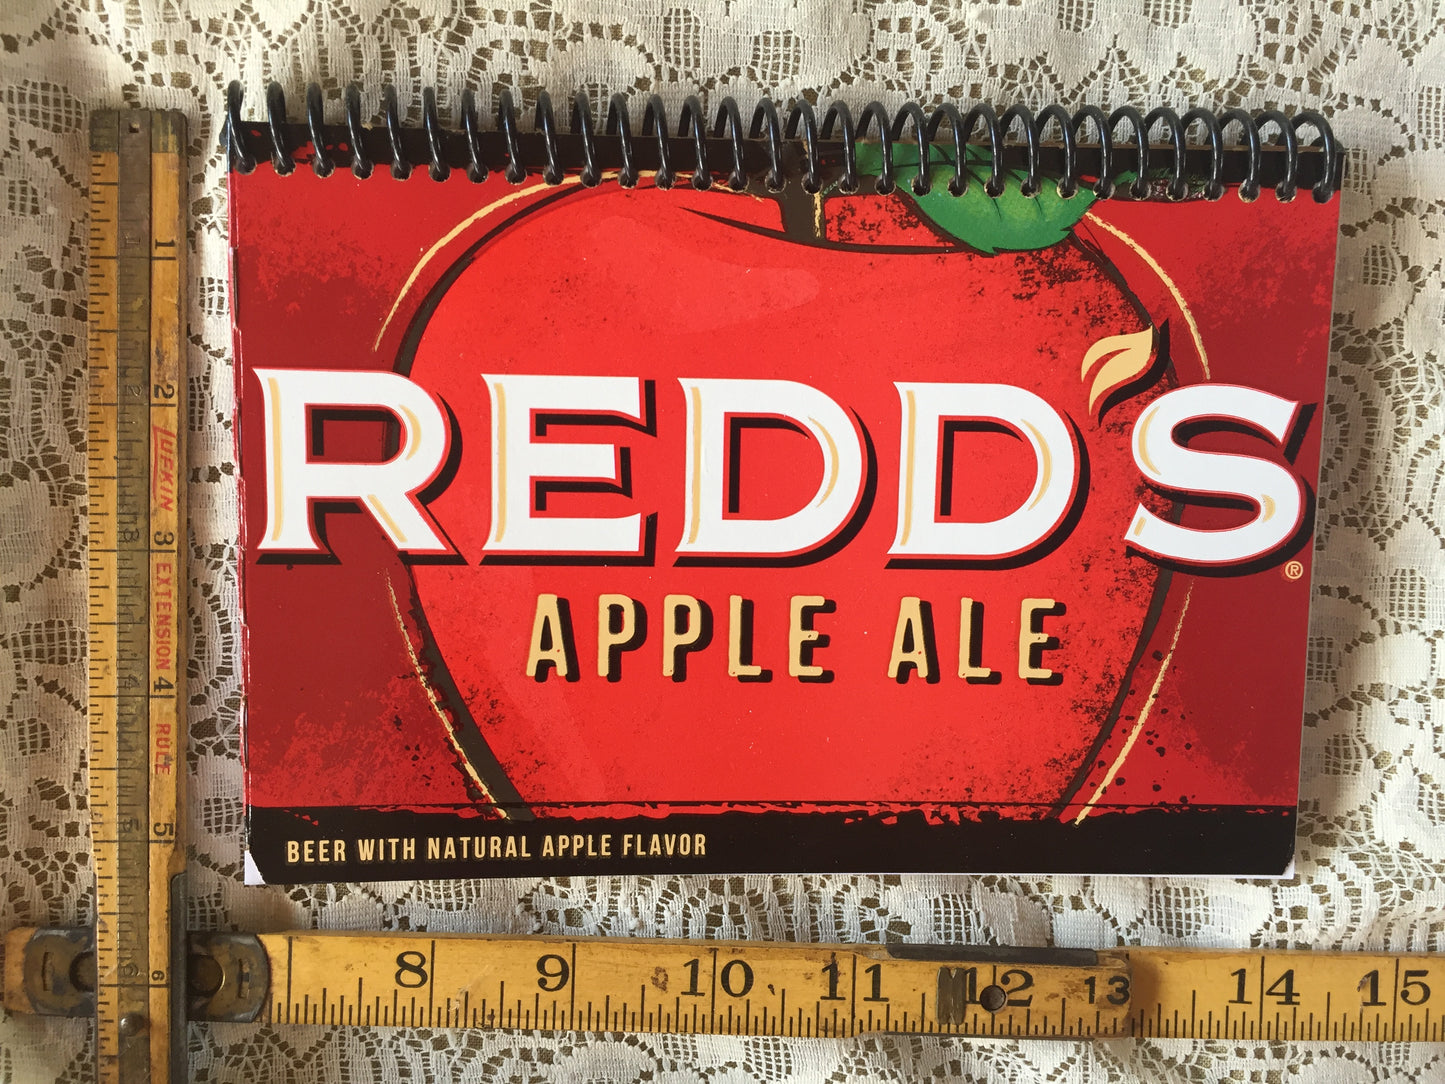 REDD'S®
APPLE ALE
BEER WITH NATURAL APPLE FLAVOR
1 2 LUFKIN 3 EXTENSION 4 RULE 5 6
8 9 10 11 12 13 14 15